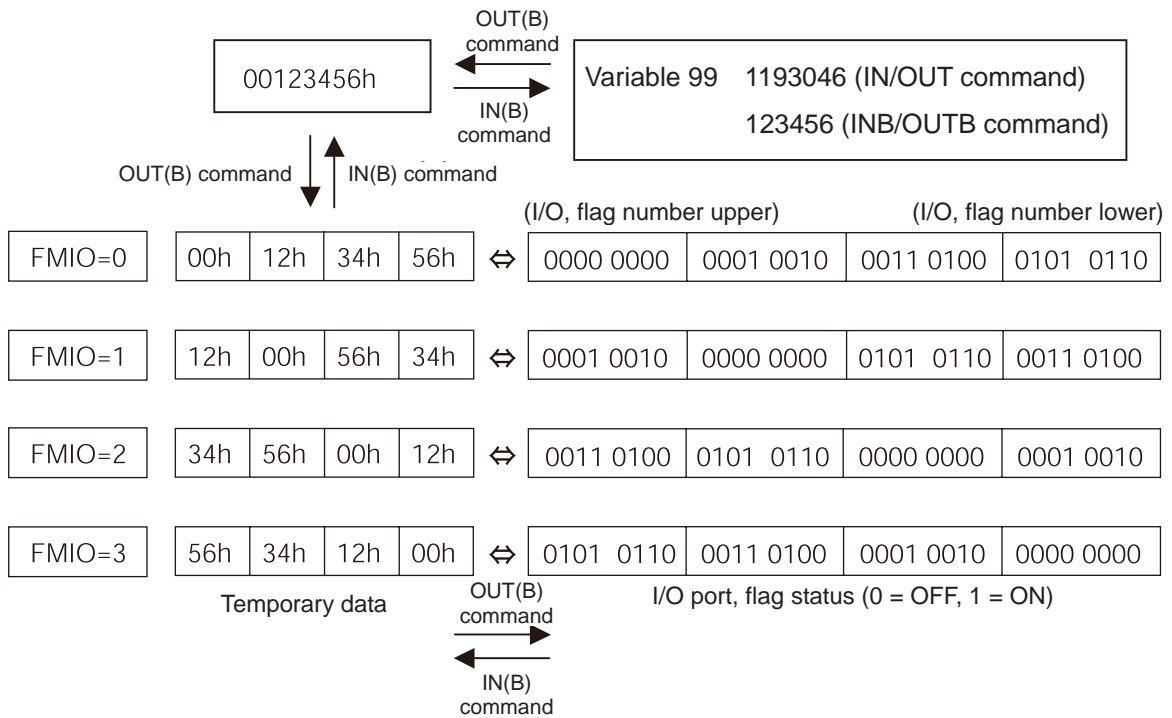 OUT(B)
command
00123456h
Variable 99 1193046 (IN/OUT command)
IN(B)
command
123456 (INB/OUTB command)
OUT(B) command IN(B) command
(I/O, flag number upper) (I/O, flag number lower)
FMIO=0 00h 12h 34h 56h ⇔ 0000 0000 0001 0010 0011 0100 0101 0110
FMIO=1 12h 00h 56h 34h ⇔ 0001 0010 0000 0000 0101 0110 0011 0100
FMIO=2 34h 56h 00h 12h ⇔ 0011 0100 0101 0110 0000 0000 0001 0010
FMIO=3 56h 34h 12h 00h ⇔ 0101 0110 0011 0100 0001 0010 0000 0000
Temporary data
OUT(B)
command
I/O port, flag status (0 = OFF, 1 = ON)
IN(B)
command